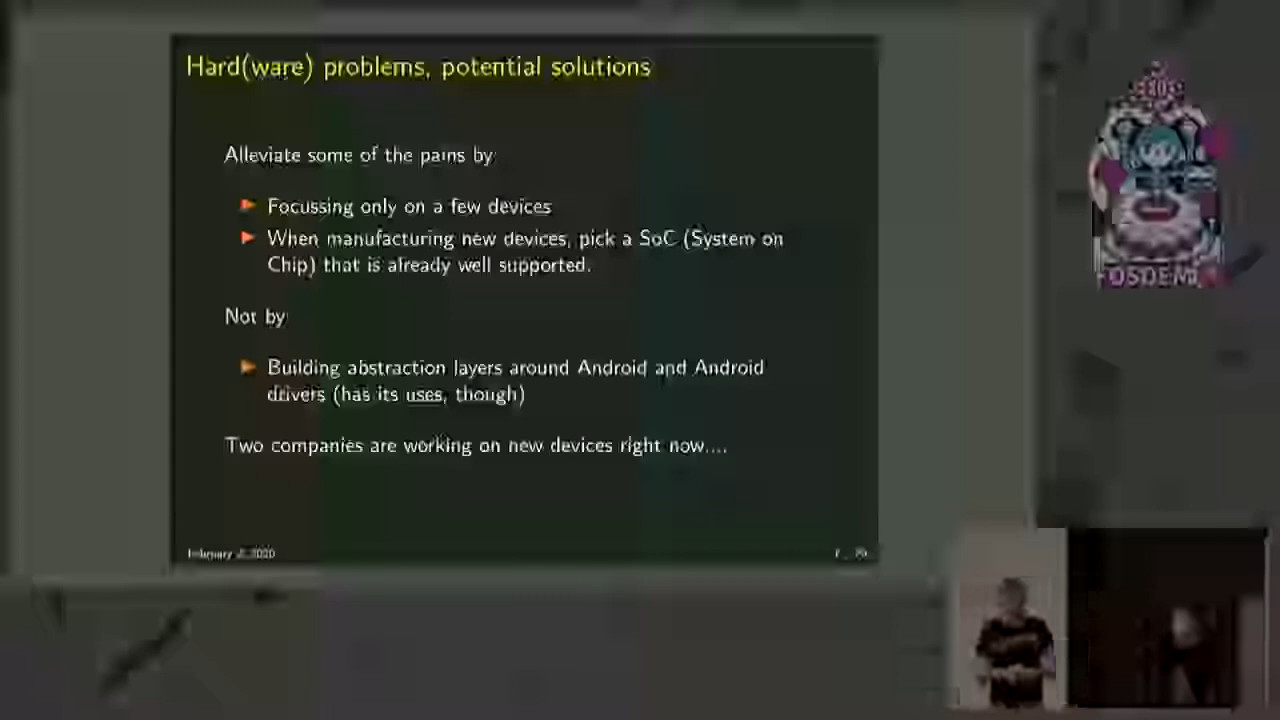 Hard(ware) problems, potential solutions
Alleviate some of the pains by
Focussing only on a few devices
When manufacturing new devices, pick a SoC (System on
Chip) that is already well supported.
Not by
Building abstraction layers around Android and Android
drivers (has its uses, though)
Two companies are working on new devices right now....
February 2, 2020
FOSDEM